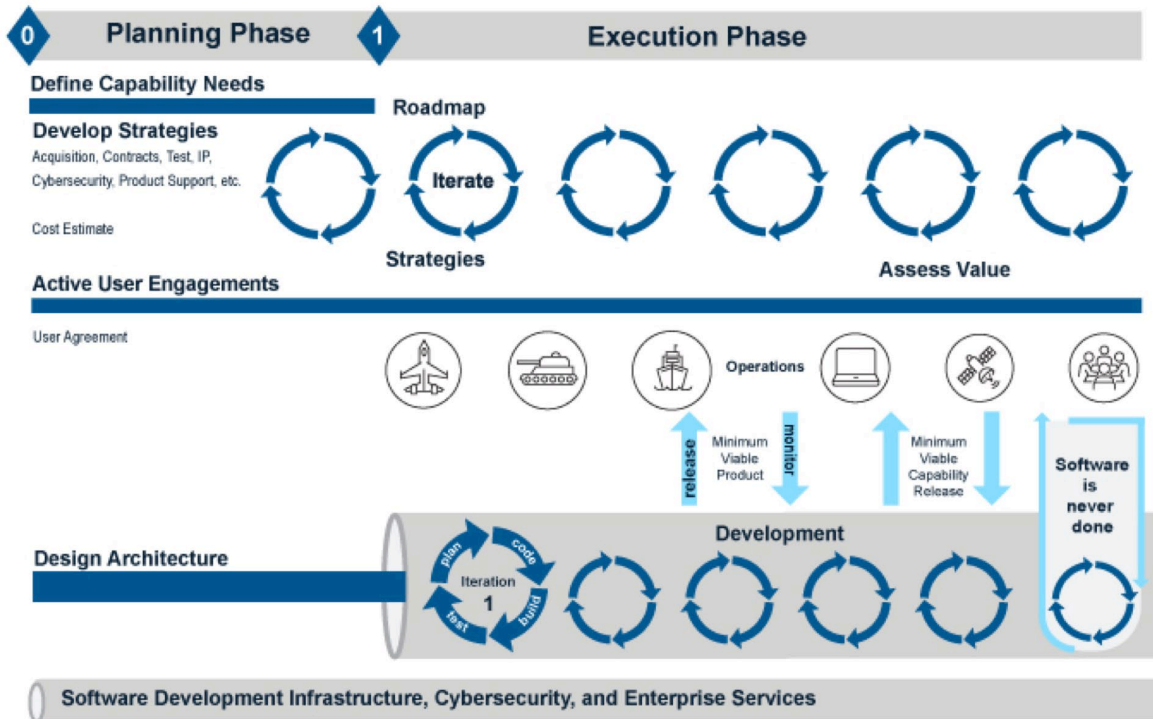 0
Planning Phase
1
Execution Phase
Define Capability Needs
Roadmap
Develop Strategies
Acquisition, Contracts, Test, IP,
Cybersecurity, Product Support, etc.
Iterate
Cost Estimate
Strategies
Assess Value
Active User Engagements
User Agreement
Operations
release
Minimum
Viable
Product
monitor
Minimum
Viable
Capability
Release
Software
is
never
done
Development
Design Architecture
plan
code
Iteration
1
test
build
Software Development Infrastructure, Cybersecurity, and Enterprise Services